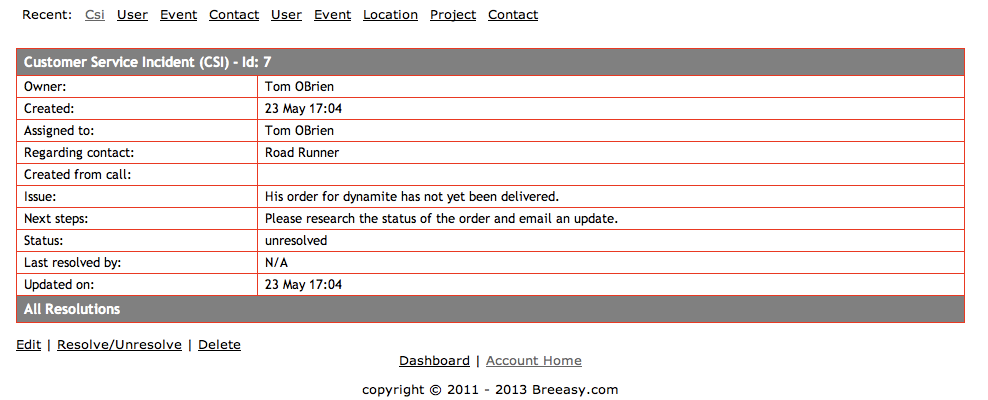 Recent: Csi User Event Contact User Event Location Project Contact
Customer Service Incident (CSI) - Id: 7
Owner: Tom OBrien
Created: 23 May 17:04
Assigned to: Tom OBrien
Regarding contact: Road Runner
Created from call:
Issue: His order for dynamite has not yet been delivered.
Next steps: Please research the status of the order and email an update.
Status: unresolved
Last resolved by: N/A
Updated on: 23 May 17:04
All Resolutions
Edit | Resolve/Unresolve | Delete
Dashboard | Account Home
copyright © 2011 - 2013 Breeasy.com